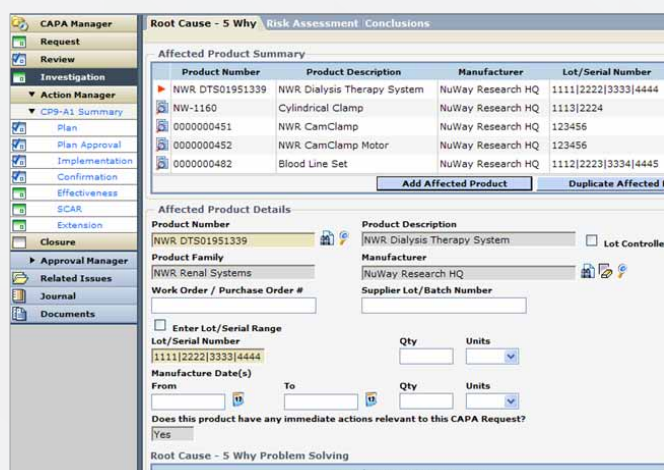 CAPA Manager
Request
Review
Investigation
Action Manager
CP9-A1 Summary
Plan
Plan Approval
Implementation
Confirmation
Effectiveness
SCAR
Extension
Closure
Approval Manager
Related Issues
Journal
Documents
Root Cause - 5 Why Risk Assessment Conclusions
Affected Product Summary
Product Number Product Description Manufacturer Lot/Serial Number
NWR DTS01951339 NWR Dialysis Therapy System NuWay Research HQ 1111|2222|3333|4444
NW-1160 Cylindrical Clamp NuWay Research HQ 1113|2224
0000000451 NWR CamClamp NuWay Research HQ 123456
0000000452 NWR CamClamp Motor NuWay Research HQ 123456
0000000482 Blood Line Set NuWay Research HQ 1112|2223|3334|4445
Add Affected Product Duplicate Affected
Affected Product Details
Product Number Product Description
NWR DTS01951339 NWR Dialysis Therapy System Lot Controlle
Product Family Manufacturer
NWR Renal Systems NuWay Research HQ
Work Order / Purchase Order # Supplier Lot/Batch Number
Enter Lot/Serial Range
Lot/Serial Number Qty Units
1111|2222|3333|4444
Manufacture Date(s)
From To Qty Units
Does this product have any immediate actions relevant to this CAPA Request?
Yes
Root Cause - 5 Why Problem Solving